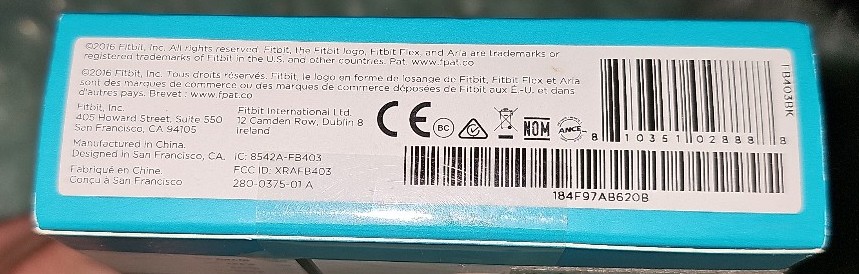 ©2016 Fitbit, Inc. All rights reserved. Fitbit, the Fitbit logo, Fitbit Flex, and Aria are trademarks or
registered trademarks of Fitbit in the U.S. and other countries. Pat. www.fpat.co
©2016 Fitbit, Inc. Tous droits réservés. Fitbit, le logo en forme de losange de Fitbit, Fitbit Flex et Aria
sont des marques de commerce ou des marques de commerce déposées de Fitbit aux É.-U. et dans
d'autres pays. Brevet : www.fpat.co
Fitbit, Inc.
405 Howard Street, Suite 550
San Francisco, CA 94105
Fitbit International Ltd.
12 Camden Row, Dublin 8
Ireland
CE
BC
NOM
ANCE
Manufactured in China.
Designed in San Francisco, CA.
Fabriqué en Chine.
Conçu à San Francisco
IC: 8542A-FB403
FCC ID: XRAFB403
280-0375-01 A
8 10351 02888 8
FB403BK
184F97AB620B